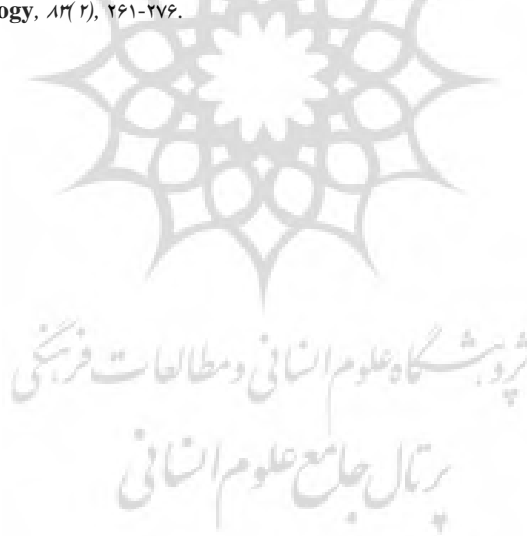 ogy, ۸۳(۲), ۲۶۱-۲۷۶.
پژوهشگاه علوم انسانی و مطالعات فرهنگی
پرتال جامع علوم انسانی